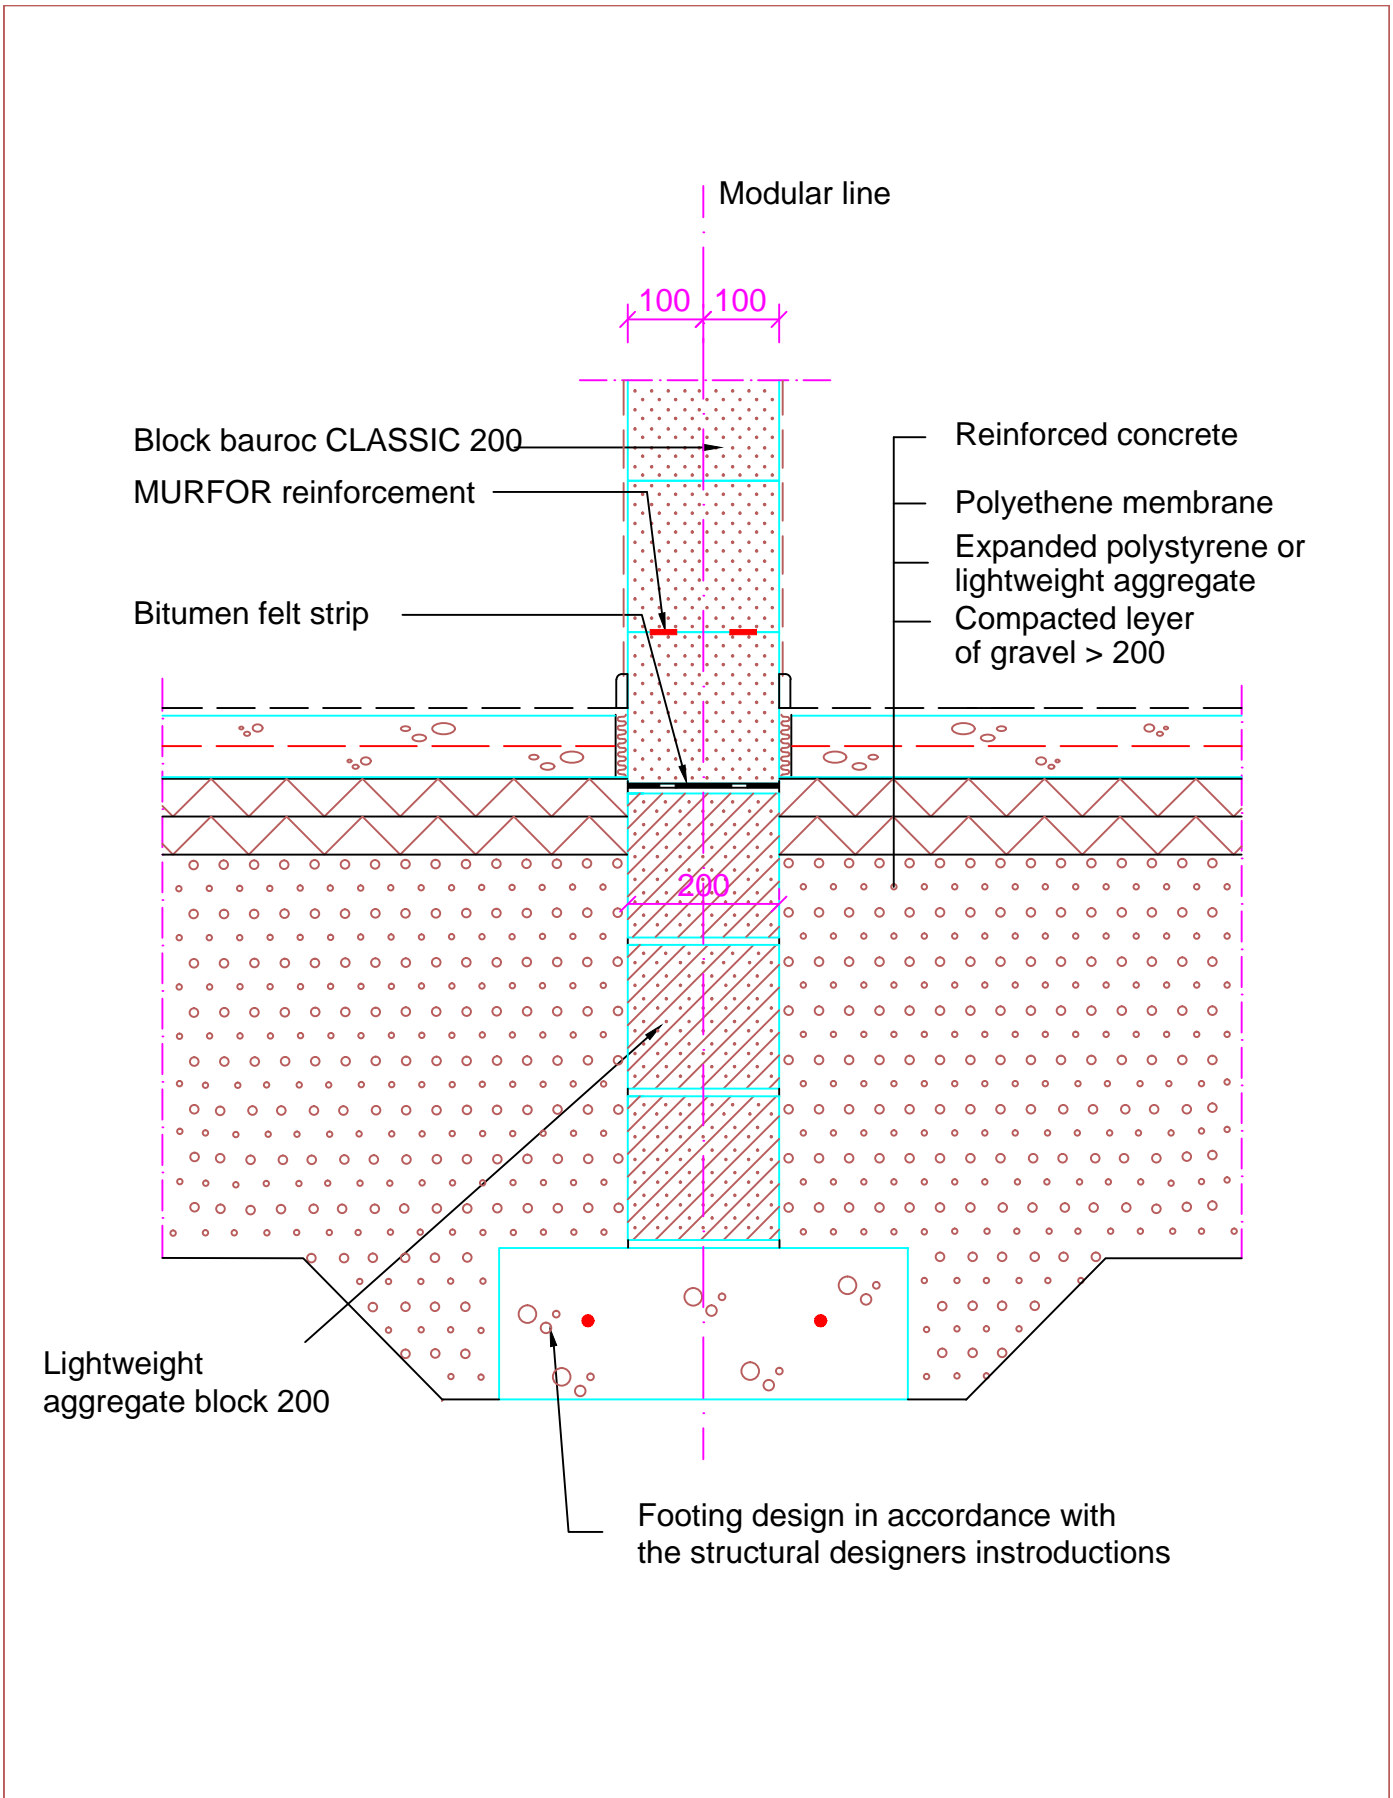 Modular line
100 100
Block bauroc CLASSIC 200
MURFOR reinforcement
Bitumen felt strip
Reinforced concrete
Polyethene membrane
Expanded polystyrene or
lightweight aggregate
Compacted leyer
of gravel > 200
200
Lightweight
aggregate block 200
Footing design in accordance with
the structural designers instroductions